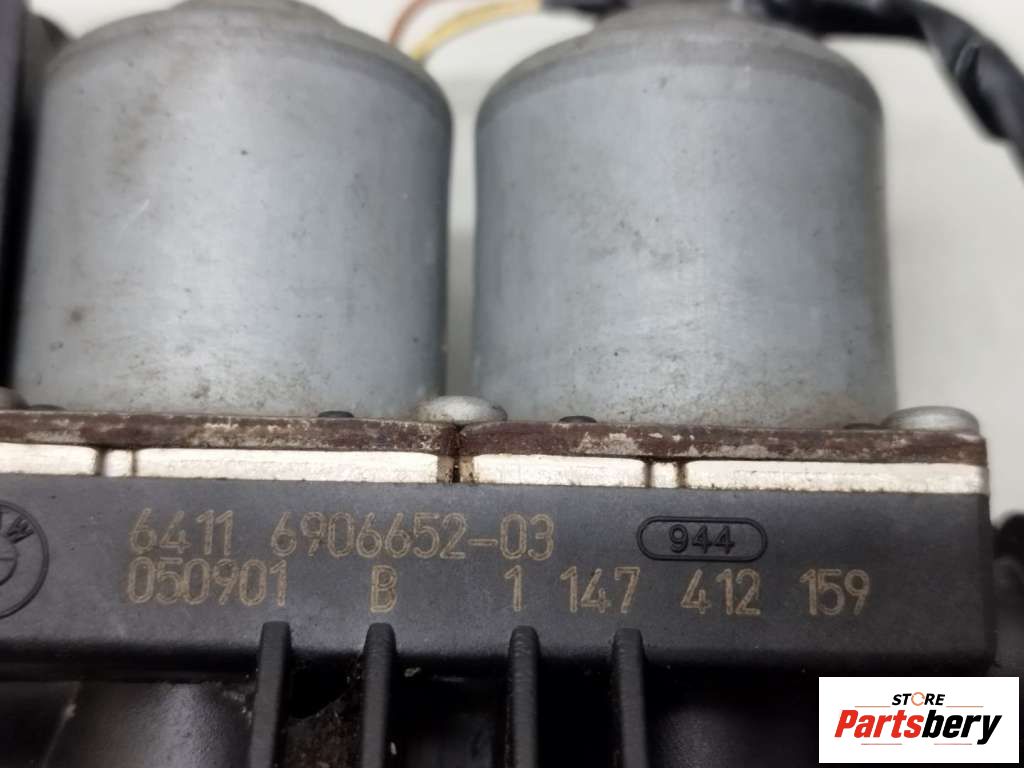 6411 6906652-03
944
050901 B 1 147 412 159
STORE
Partsbery